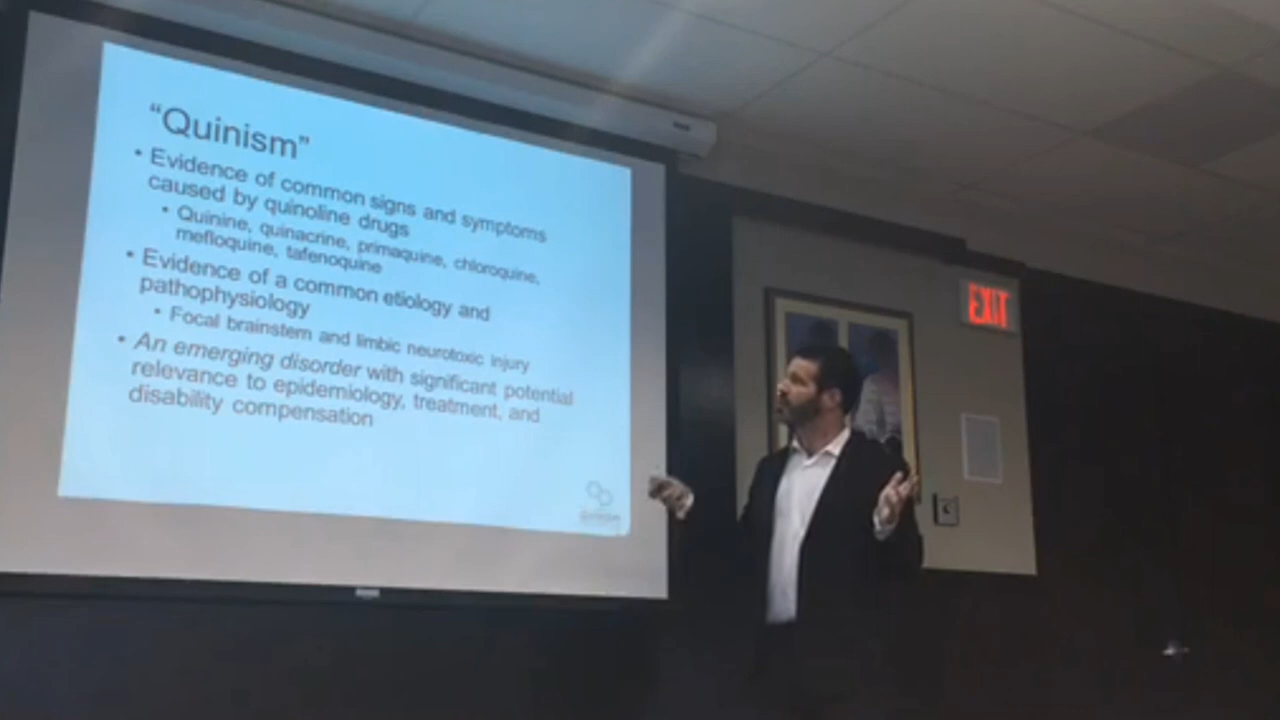 “Quinism”
• Evidence of common signs and symptoms
caused by quinoline drugs
• Quinine, quinacrine, primaquine, chloroquine,
mefloquine, tafenoquine
• Evidence of a common etiology and
pathophysiology
• Focal brainstem and limbic neurotoxic injury
• An emerging disorder with significant potential
relevance to epidemiology, treatment, and
disability compensation
EXIT